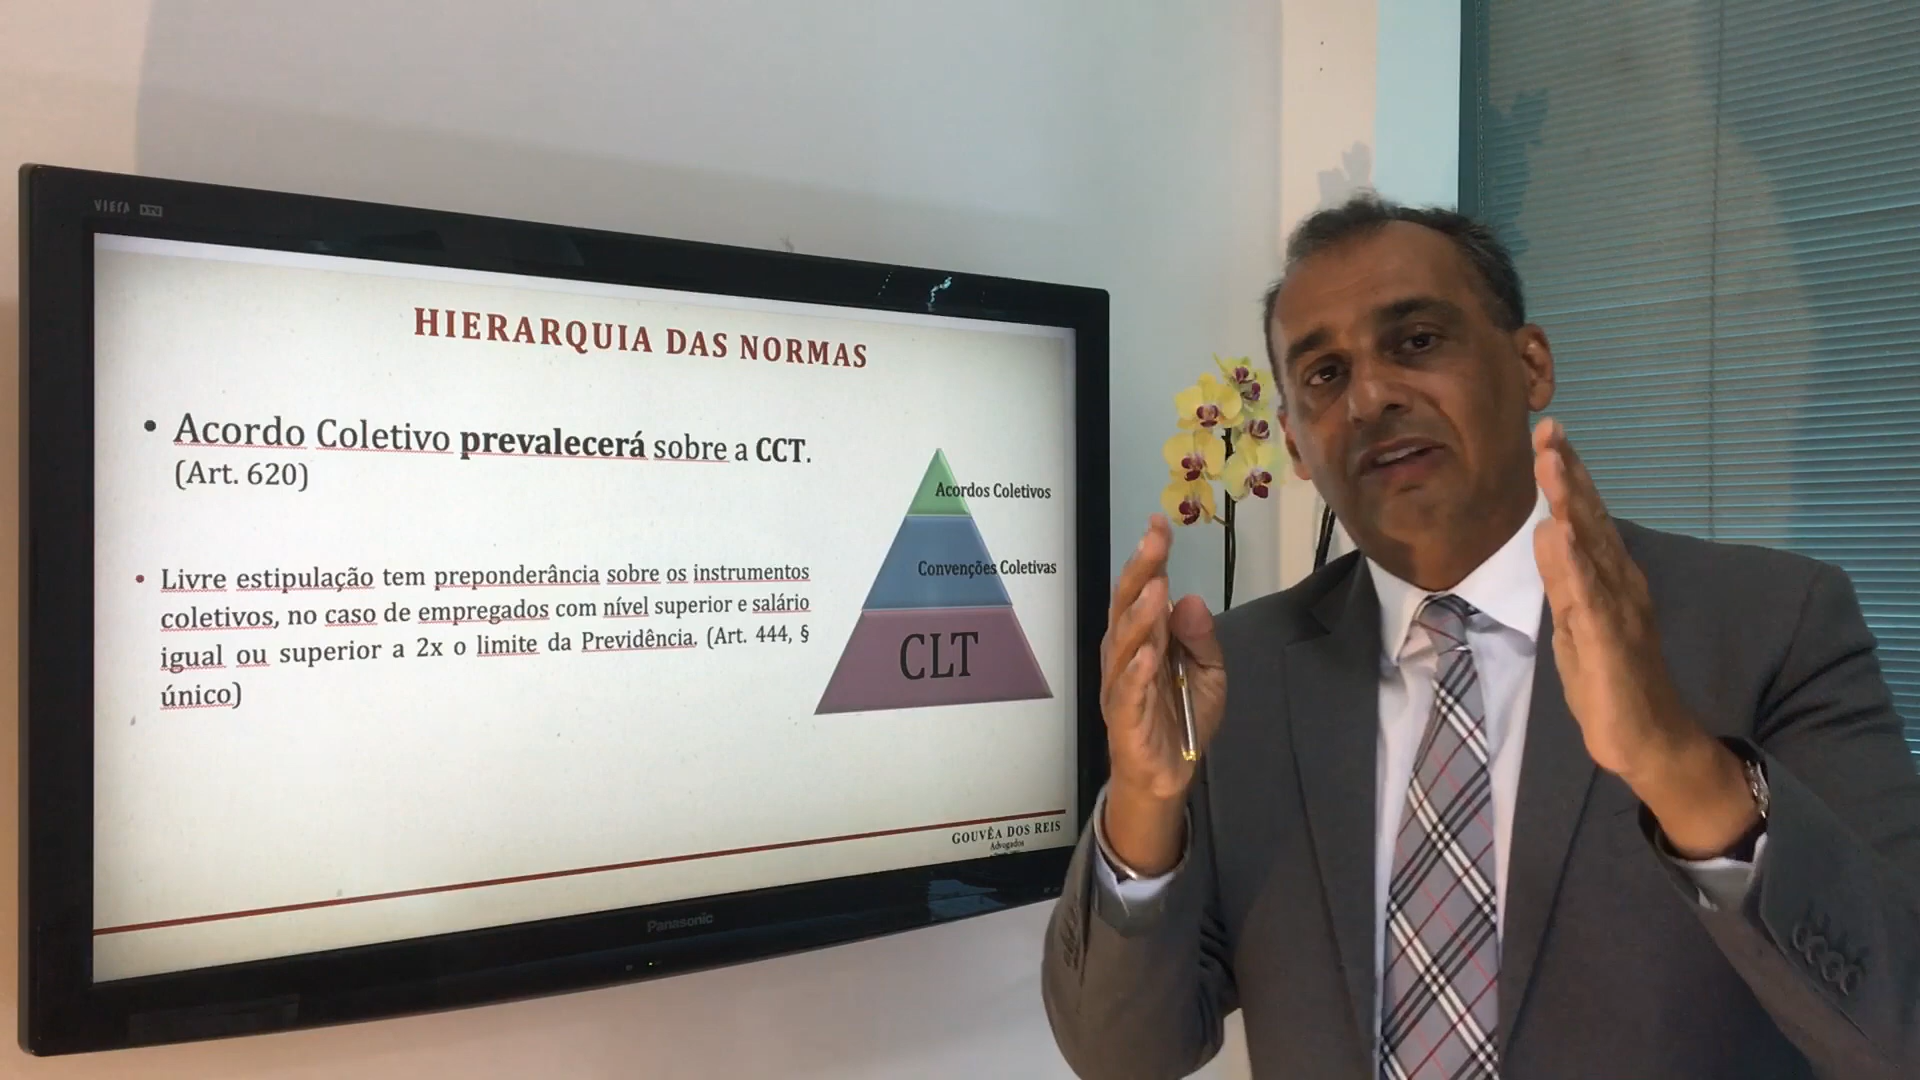 VIErA DTV
HIERARQUIA DAS NORMAS
• Acordo Coletivo prevalecerá sobre a CCT.
(Art. 620)
• Livre estipulação tem preponderância sobre os instrumentos
coletivos, no caso de empregados com nível superior e salário
igual ou superior a 2x o limite da Previdência. (Art. 444, §
único)
Acordos Coletivos
Convenções Coletivas
CLT
GOUVÊA DOS REIS
Advogados
Panasonic